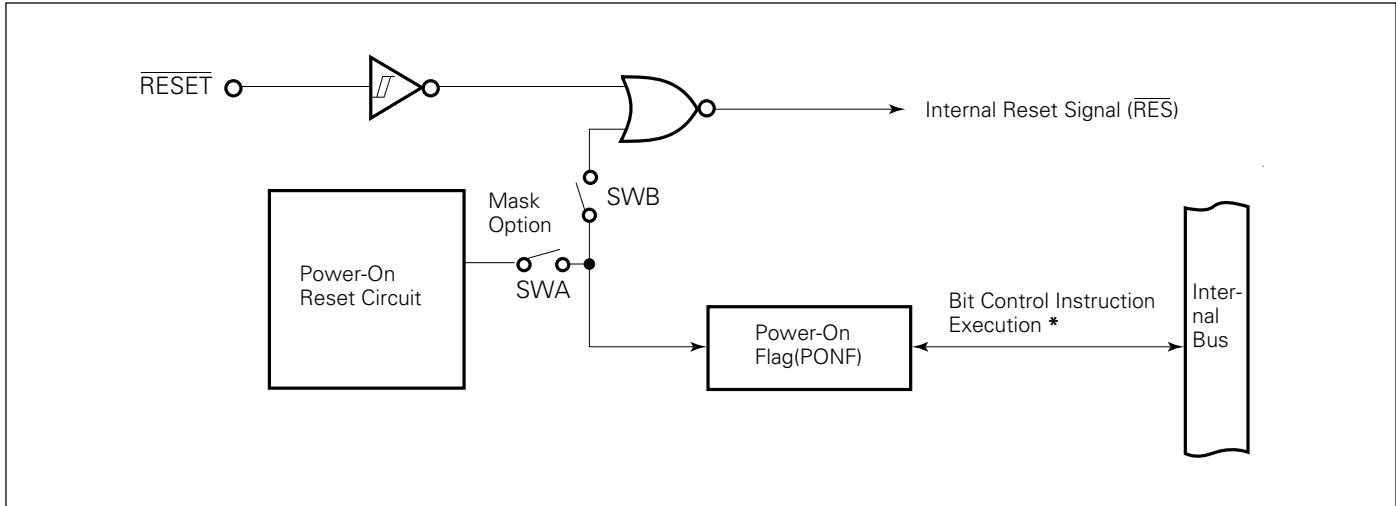 RESET
Internal Reset Signal (RES)
Mask
Option
SWB
SWA
Power-On
Reset Circuit
Power-On
Flag(PONF)
Bit Control Instruction
Execution *
Inter-
nal
Bus